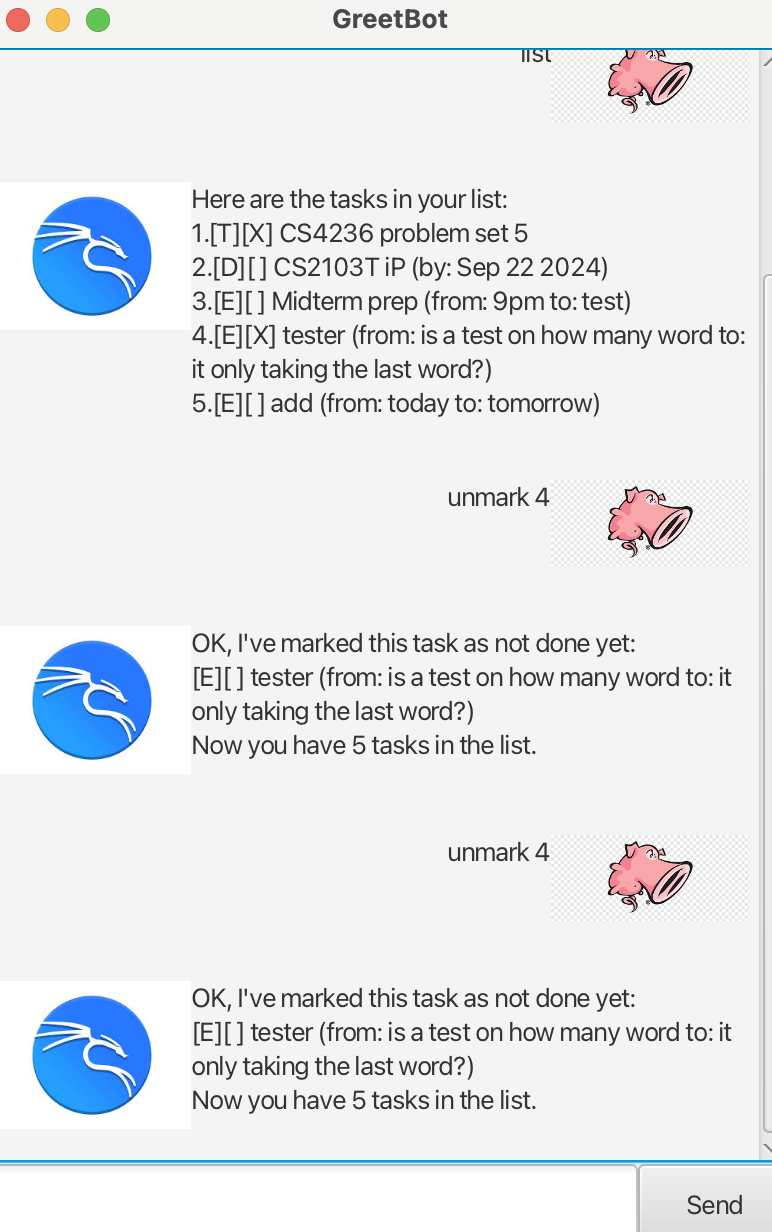 GreetBot
list
Here are the tasks in your list:
1.[T][X] CS4236 problem set 5
2.[D][ ] CS2103T iP (by: Sep 22 2024)
3.[E][ ] Midterm prep (from: 9pm to: test)
4.[E][X] tester (from: is a test on how many word to:
it only taking the last word?)
5.[E][ ] add (from: today to: tomorrow)
unmark 4
OK, I've marked this task as not done yet:
[E][ ] tester (from: is a test on how many word to: it
only taking the last word?)
Now you have 5 tasks in the list.
unmark 4
OK, I've marked this task as not done yet:
[E][ ] tester (from: is a test on how many word to: it
only taking the last word?)
Now you have 5 tasks in the list.
Send